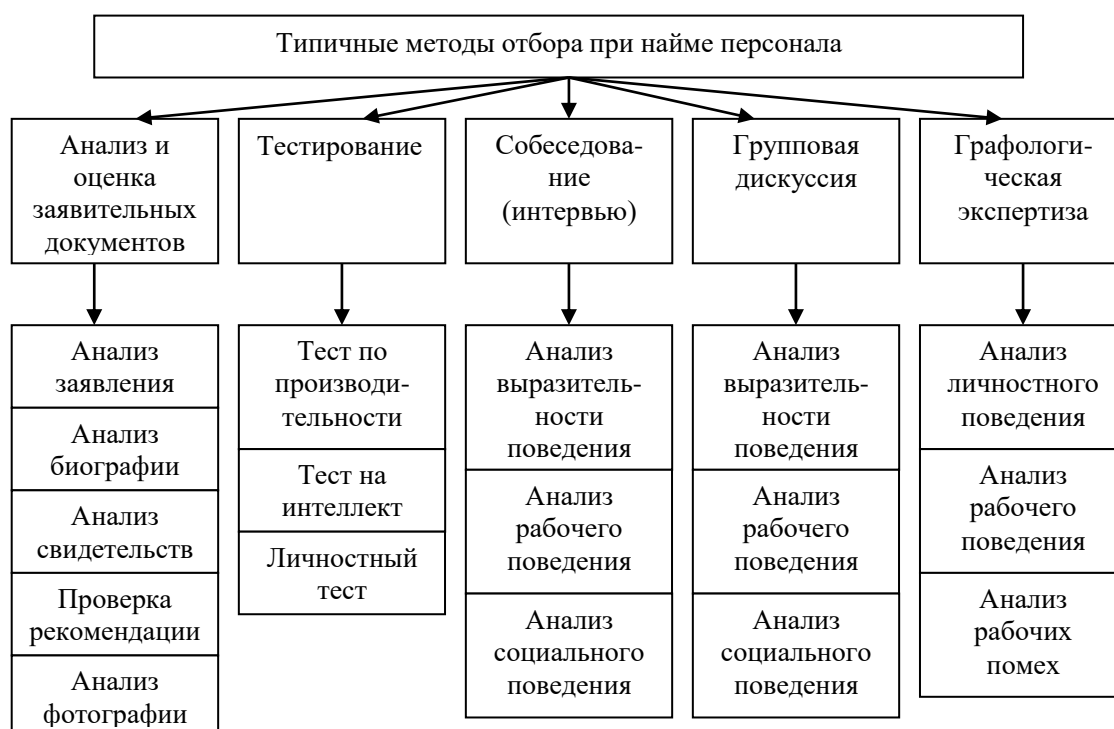 Типичные методы отбора при найме персонала
Анализ и
оценка
заявительных
документов
Тестирование
Собеседова-
ние
(интервью)
Групповая
дискуссия
Графологи-
ческая
экспертиза
Анализ
заявления
Анализ
биографии
Анализ
свидетельств
Проверка
рекомендации
Анализ
фотографии
Тест по
производи-
тельности
Тест на
интеллект
Личностный
тест
Анализ
выразитель-
ности
поведения
Анализ
рабочего
поведения
Анализ
социального
поведения
Анализ
выразитель-
ности
поведения
Анализ
рабочего
поведения
Анализ
социального
поведения
Анализ
личностного
поведения
Анализ
рабочего
поведения
Анализ
рабочих
помех